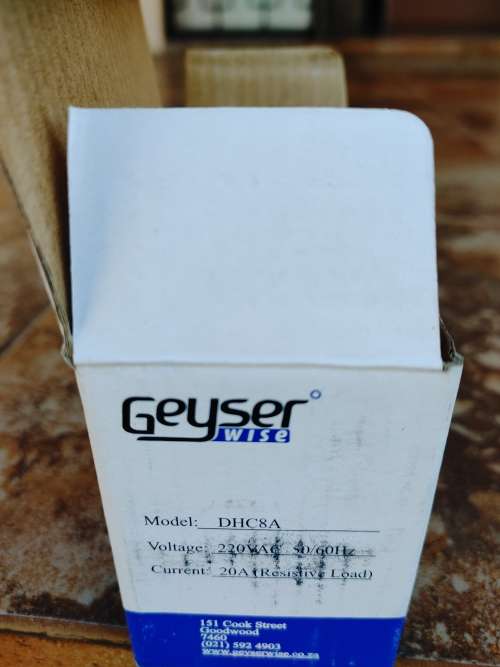 Geyser
wise
Model: DHC8A
Voltage: 220VAC 50/60Hz
Current: 20A (Resistive Load)
151 Cook Street
Goodwood
7460
(021) 592 4903
www.geyserwise.co.za